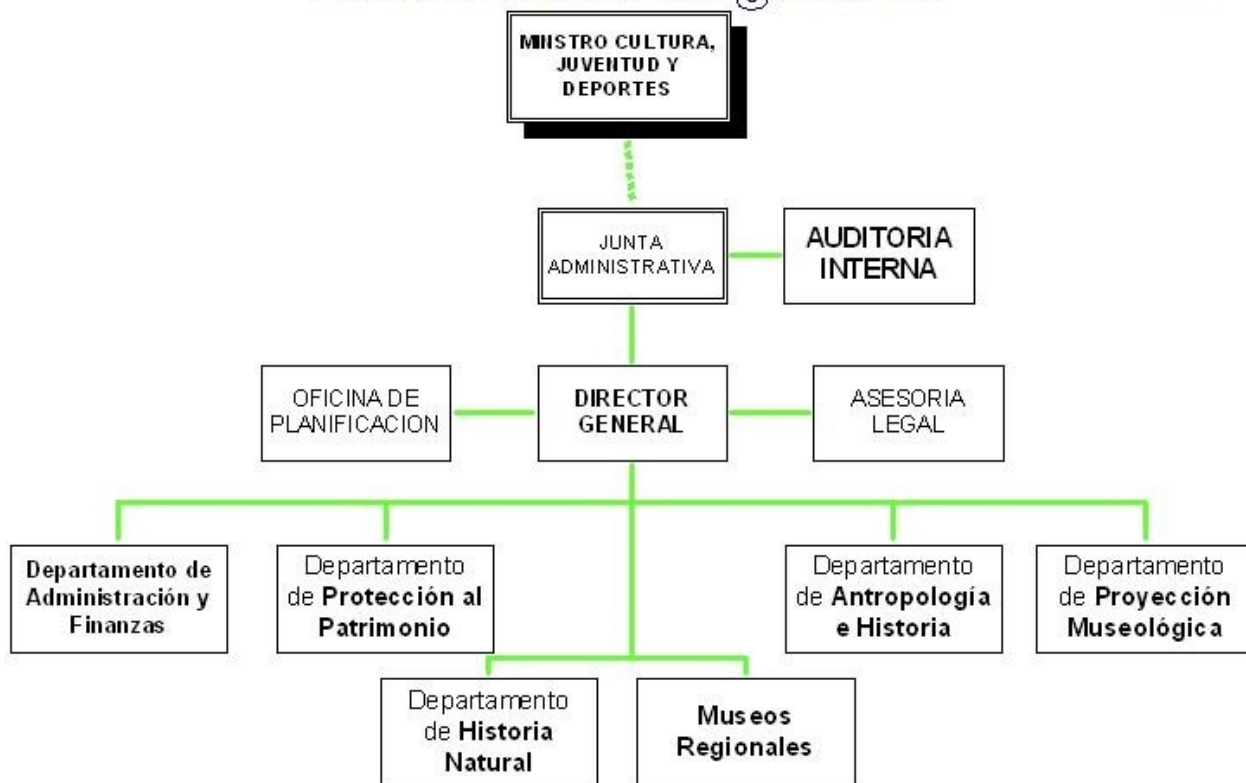 MINSTRO CULTURA,
JUVENTUD Y
DEPORTES
JUNTA
ADMINISTRATIVA
AUDITORIA
INTERNA
OFICINA DE
PLANIFICACION
DIRECTOR
GENERAL
ASESORIA
LEGAL
Departamento de
Administración y
Finanzas
Departamento
de Protección al
Patrimonio
Departamento
de Antropología
e Historia
Departamento
de Proyección
Museológica
Departamento
de Historia
Natural
Museos
Regionales